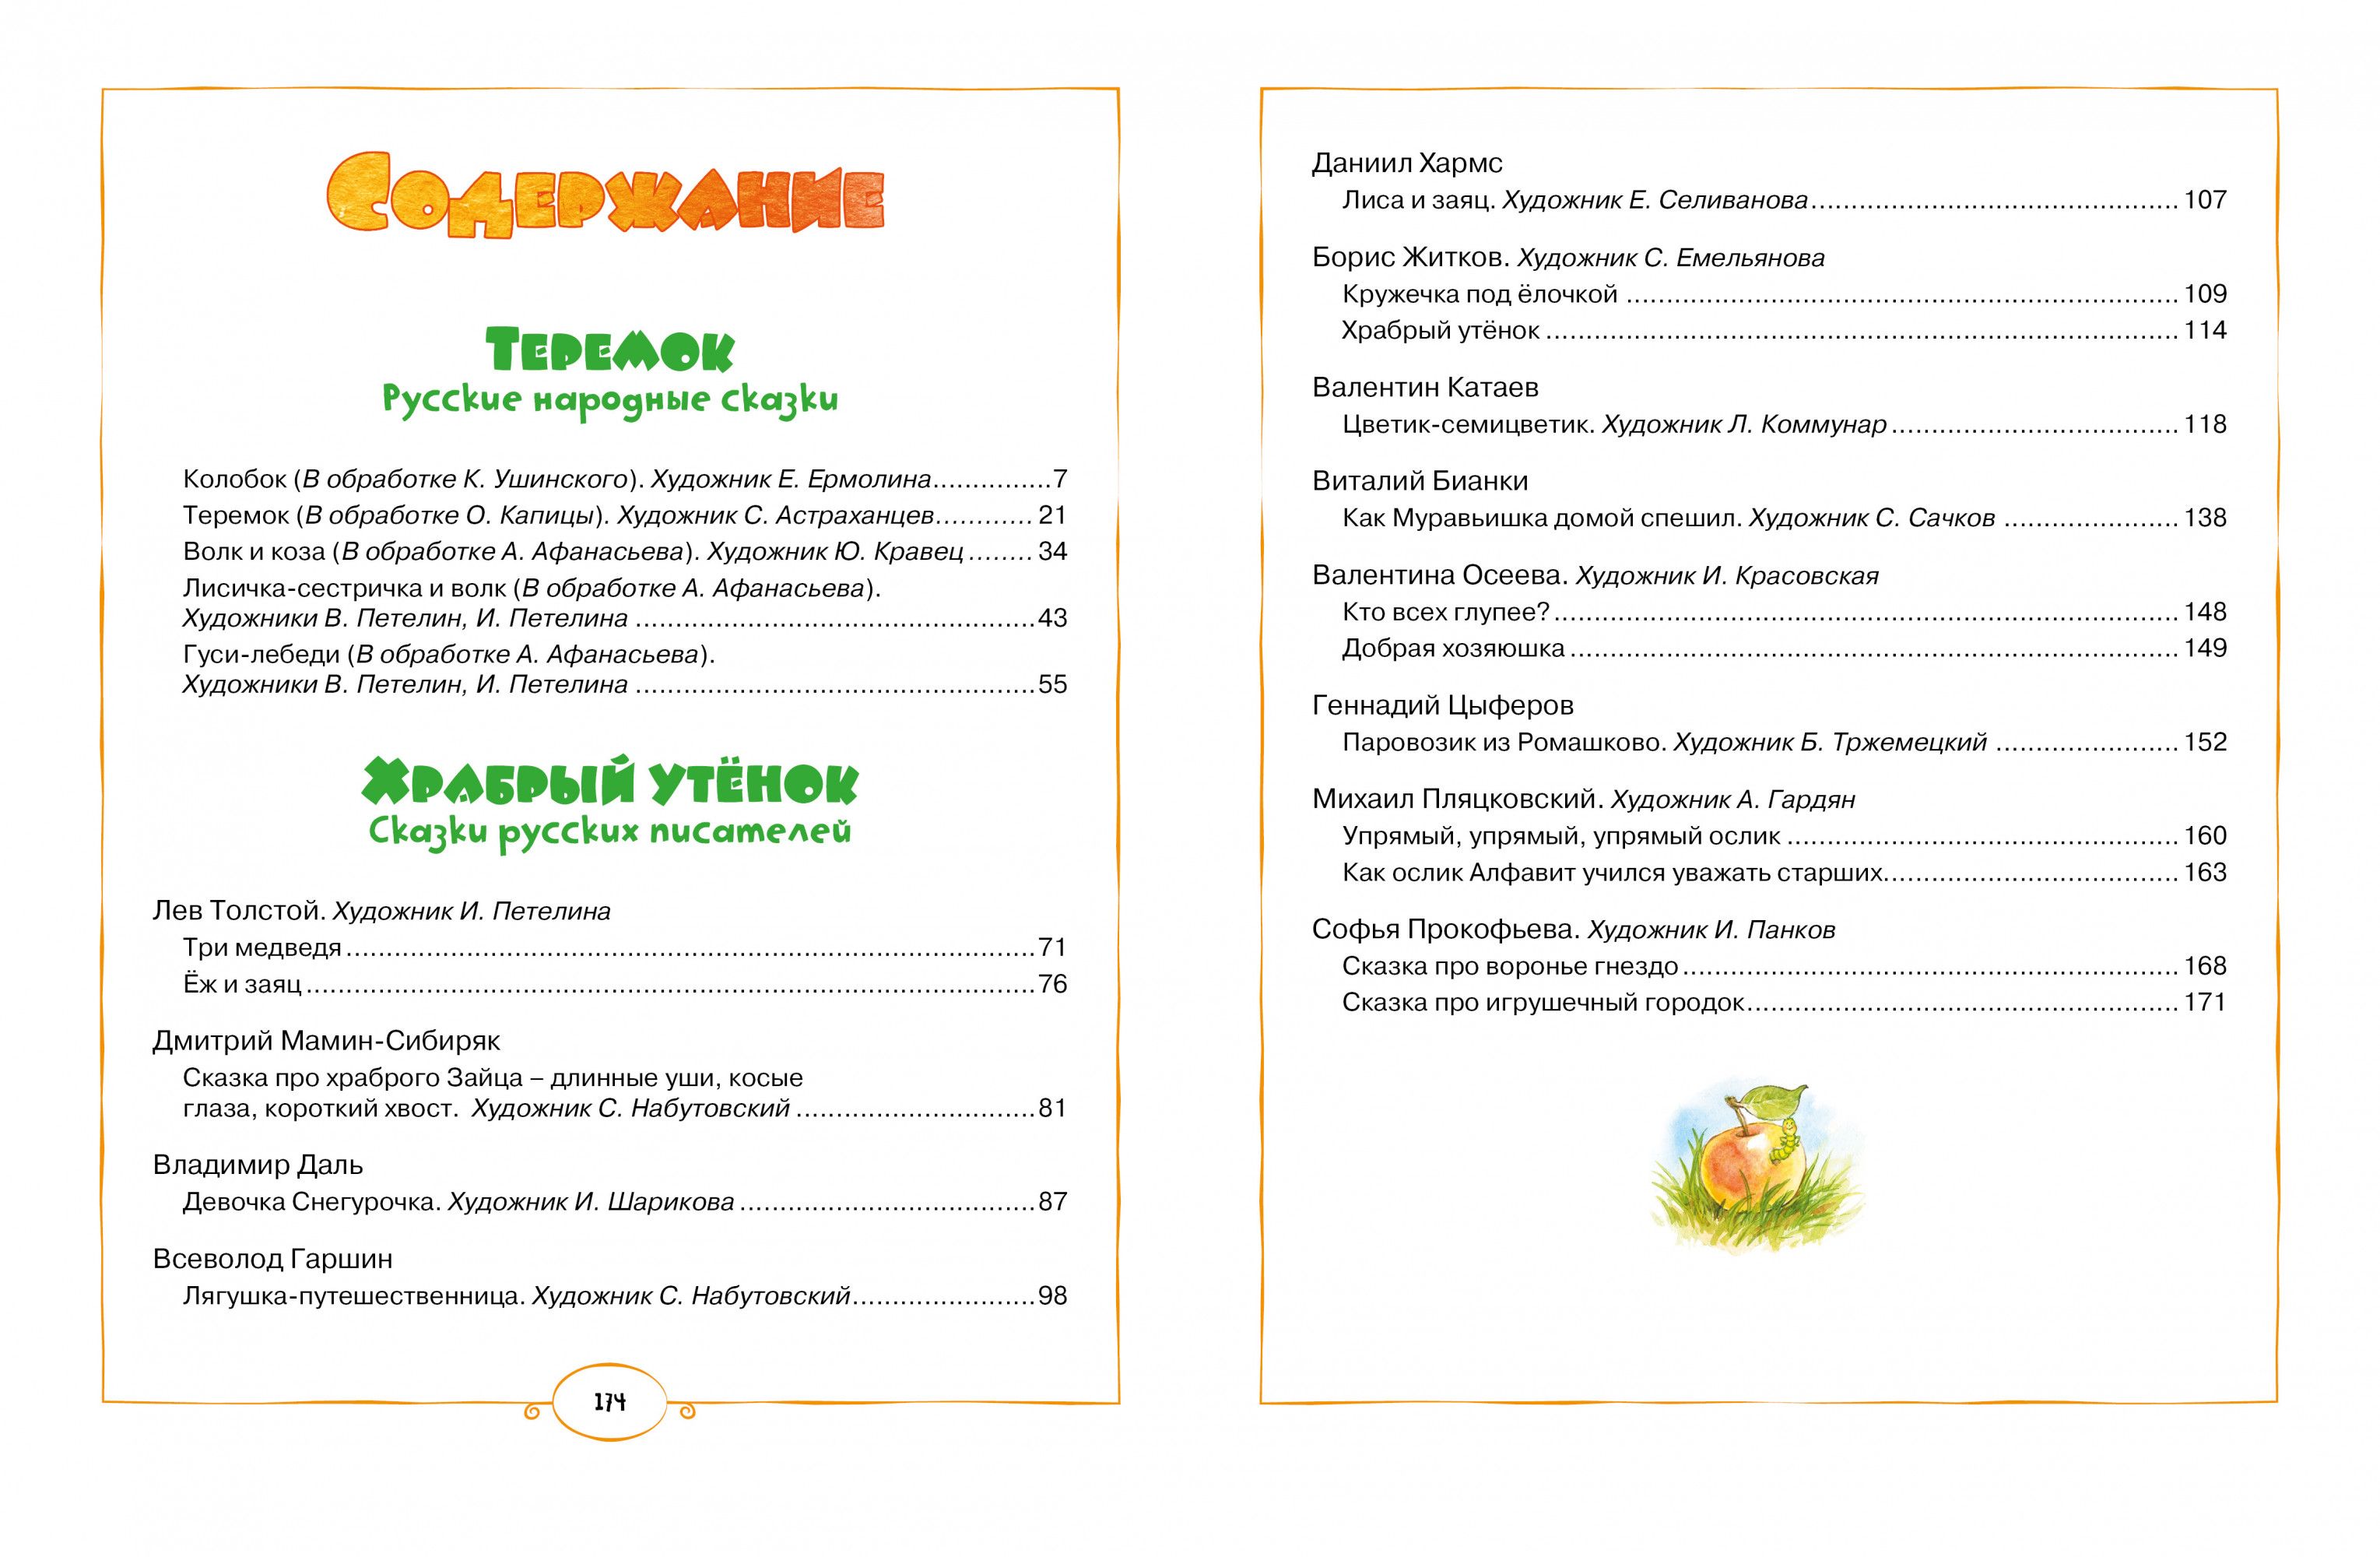 Содержание
Теремок
Русские народные сказки
Колобок (В обработке К. Ушинского). Художник Е. Ермолина...............7
Теремок (В обработке О. Капицы). Художник С. Астраханцев............ 21
Волк и коза (В обработке А. Афанасьева). Художник Ю. Кравец ........ 34
Лисичка-сестричка и волк (В обработке А. Афанасьева).
Художники В. Петелин, И. Петелина ..................................................43
Гуси-лебеди (В обработке А. Афанасьева).
Художники В. Петелин, И. Петелина ..................................................55
Храбрый утёнок
Сказки русских писателей
Лев Толстой. Художник И. Петелина
Три медведя......................................................................................71
Ёж и заяц...........................................................................................76
Дмитрий Мамин-Сибиряк
Сказка про храброго Зайца – длинные уши, косые
глаза, короткий хвост. Художник С. Набутовский ..............................81
Владимир Даль
Девочка Снегурочка. Художник И. Шарикова .....................................87
Всеволод Гаршин
Лягушка-путешественница. Художник С. Набутовский.......................98
174
Даниил Хармс
Лиса и заяц. Художник Е. Селиванова.............................................. 107
Борис Житков. Художник С. Емельянова
Кружечка под ёлочкой ..................................................................... 109
Храбрый утёнок ............................................................................... 114
Валентин Катаев
Цветик-семицветик. Художник Л. Коммунар .................................... 118
Виталий Бианки
Как Муравьишка домой спешил. Художник С. Сачков ...................... 138
Валентина Осеева. Художник И. Красовская
Кто всех глупее?.............................................................................. 148
Добрая хозяюшка ............................................................................ 149
Геннадий Цыферов
Паровозик из Ромашково. Художник Б. Тржемецкий ....................... 152
Михаил Пляцковский. Художник А. Гардян
Упрямый, упрямый, упрямый ослик ................................................. 160
Как ослик Алфавит учился уважать старших..................................... 163
Софья Прокофьева. Художник И. Панков
Сказка про воронье гнездо .............................................................. 168
Сказка про игрушечный городок...................................................... 171